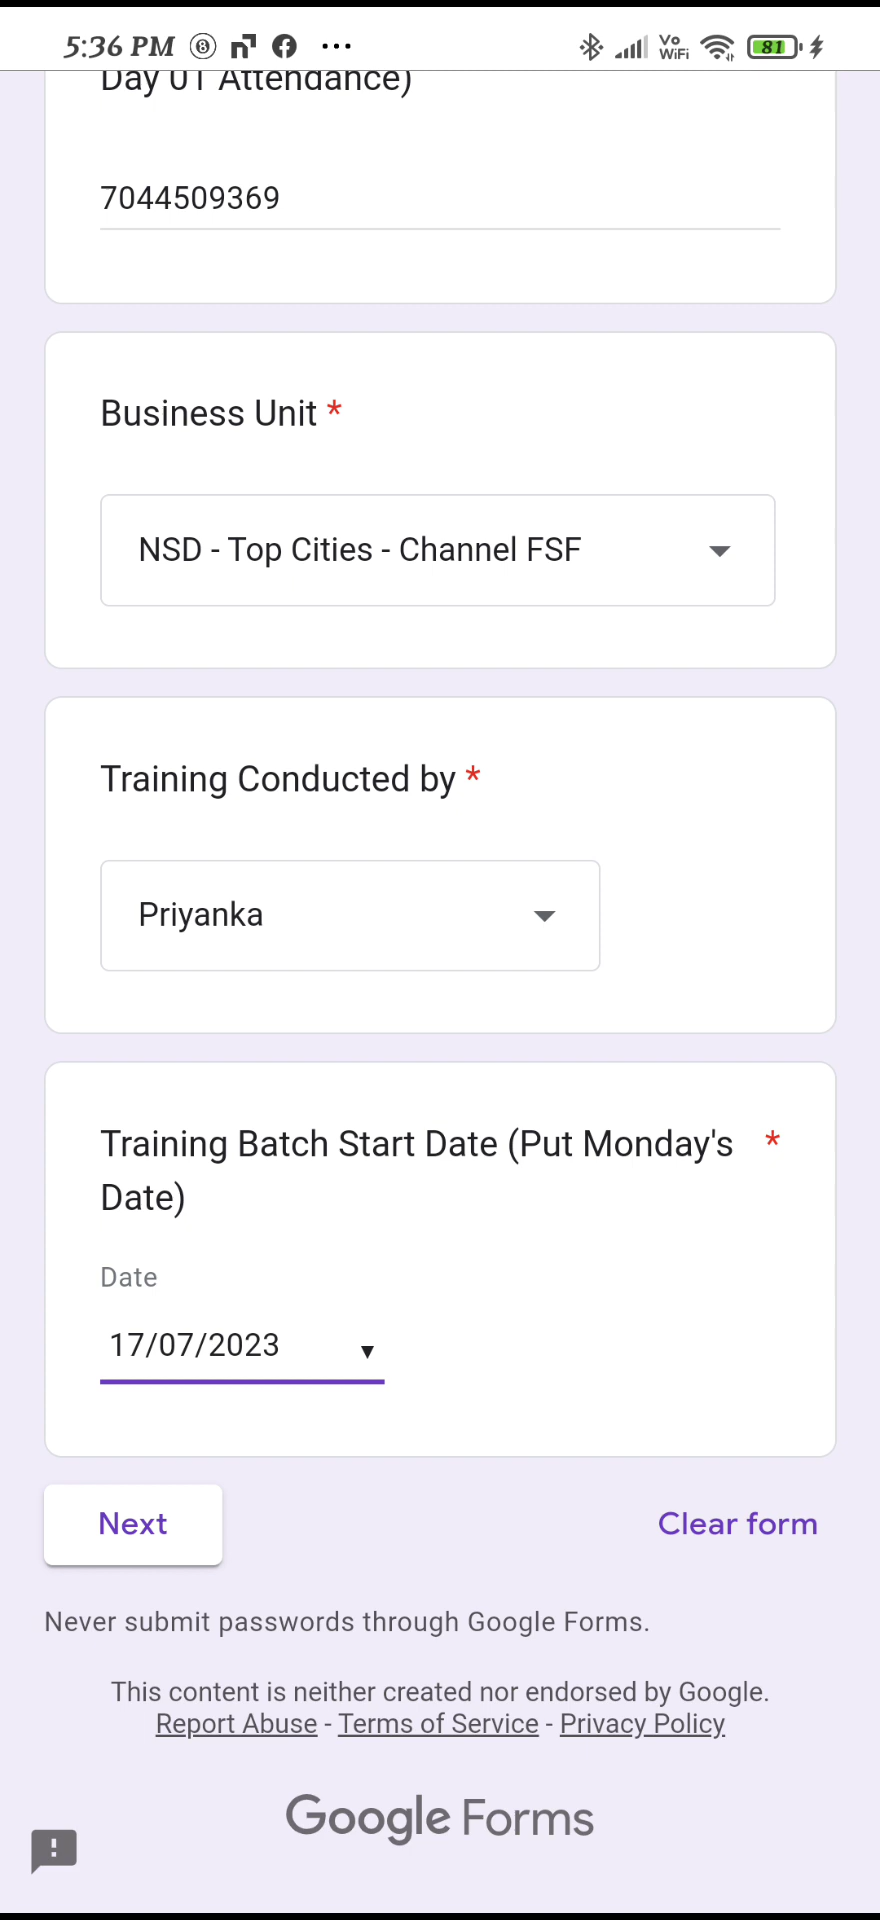 5:36 PM
Vo
WiFi
81
Day 01 Attendance)
7044509369
Business Unit *
NSD - Top Cities - Channel FSF
Training Conducted by *
Priyanka
Training Batch Start Date (Put Monday's *
Date)
Date
17/07/2023
Next
Clear form
Never submit passwords through Google Forms.
This content is neither created nor endorsed by Google.
Report Abuse - Terms of Service - Privacy Policy
Google Forms